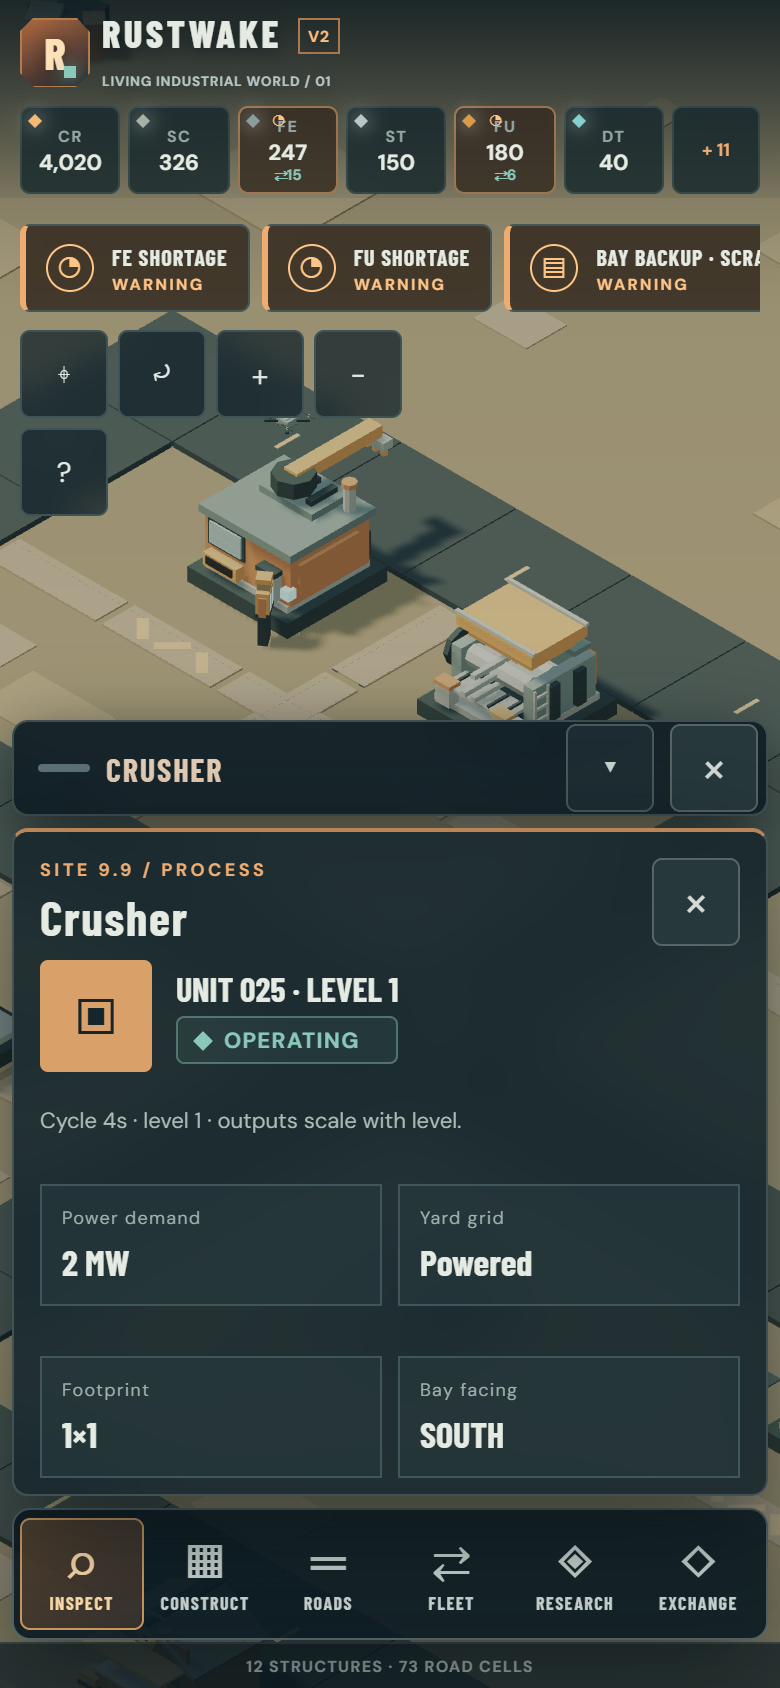 R
RUSTWAKE V2
LIVING INDUSTRIAL WORLD / 01
CR
4,020
SC
326
FE
247
⇄15
ST
150
FU
180
⇄6
DT
40
+ 11
FE SHORTAGE
WARNING
FU SHORTAGE
WARNING
BAY BACKUP · SCRA
WARNING
+
-
?
CRUSHER
SITE 9.9 / PROCESS
Crusher
UNIT 025 · LEVEL 1
OPERATING
Cycle 4s · level 1 · outputs scale with level.
Power demand
2 MW
Yard grid
Powered
Footprint
1×1
Bay facing
SOUTH
INSPECT
CONSTRUCT
ROADS
FLEET
RESEARCH
EXCHANGE
12 STRUCTURES · 73 ROAD CELLS